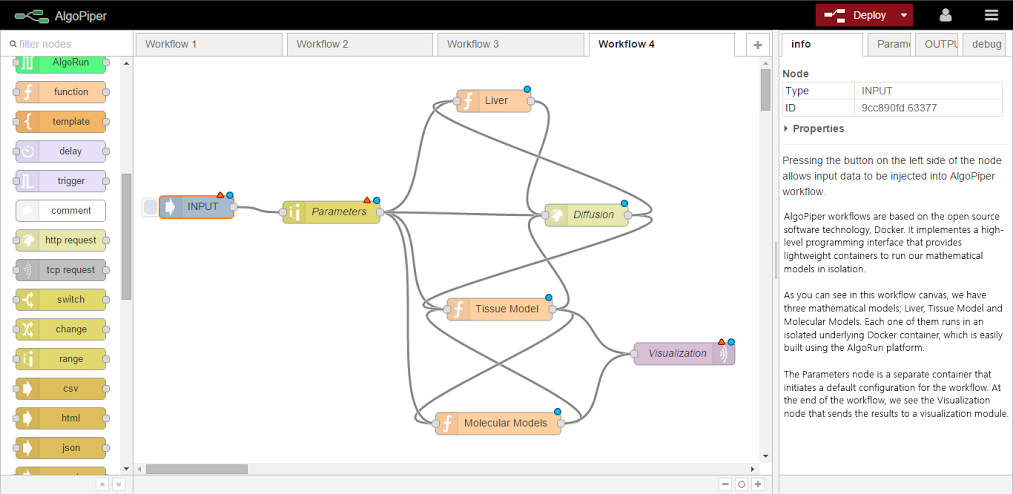 AlgoPiper
Deploy
filter nodes
Workflow 1
Workflow 2
Workflow 3
Workflow 4
+
info
Parame
OUTPU
debug
AlgoRun
function
template
delay
trigger
comment
http request
tcp request
switch
change
range
csv
html
json
INPUT
Parameters
Liver
Diffusion
Tissue Model
Visualization
Molecular Models
Node
Type INPUT
ID 9cc890fd.63377
Properties
Pressing the button on the left side of the node
allows input data to be injected into AlgoPiper
workflow.
AlgoPiper workflows are based on the open source
software technology, Docker. It implements a high-
level programming interface that provides
lightweight containers to run our mathematical
models in isolation.
As you can see in this workflow canvas, we have
three mathematical models; Liver, Tissue Model and
Molecular Models. Each one of them runs in an
isolated underlying Docker container, which is easily
built using the AlgoRun platform.
The Parameters node is a separate container that
initiates a default configuration for the workflow. At
the end of the workflow, we see the Visualization
node that sends the results to a visualization module.